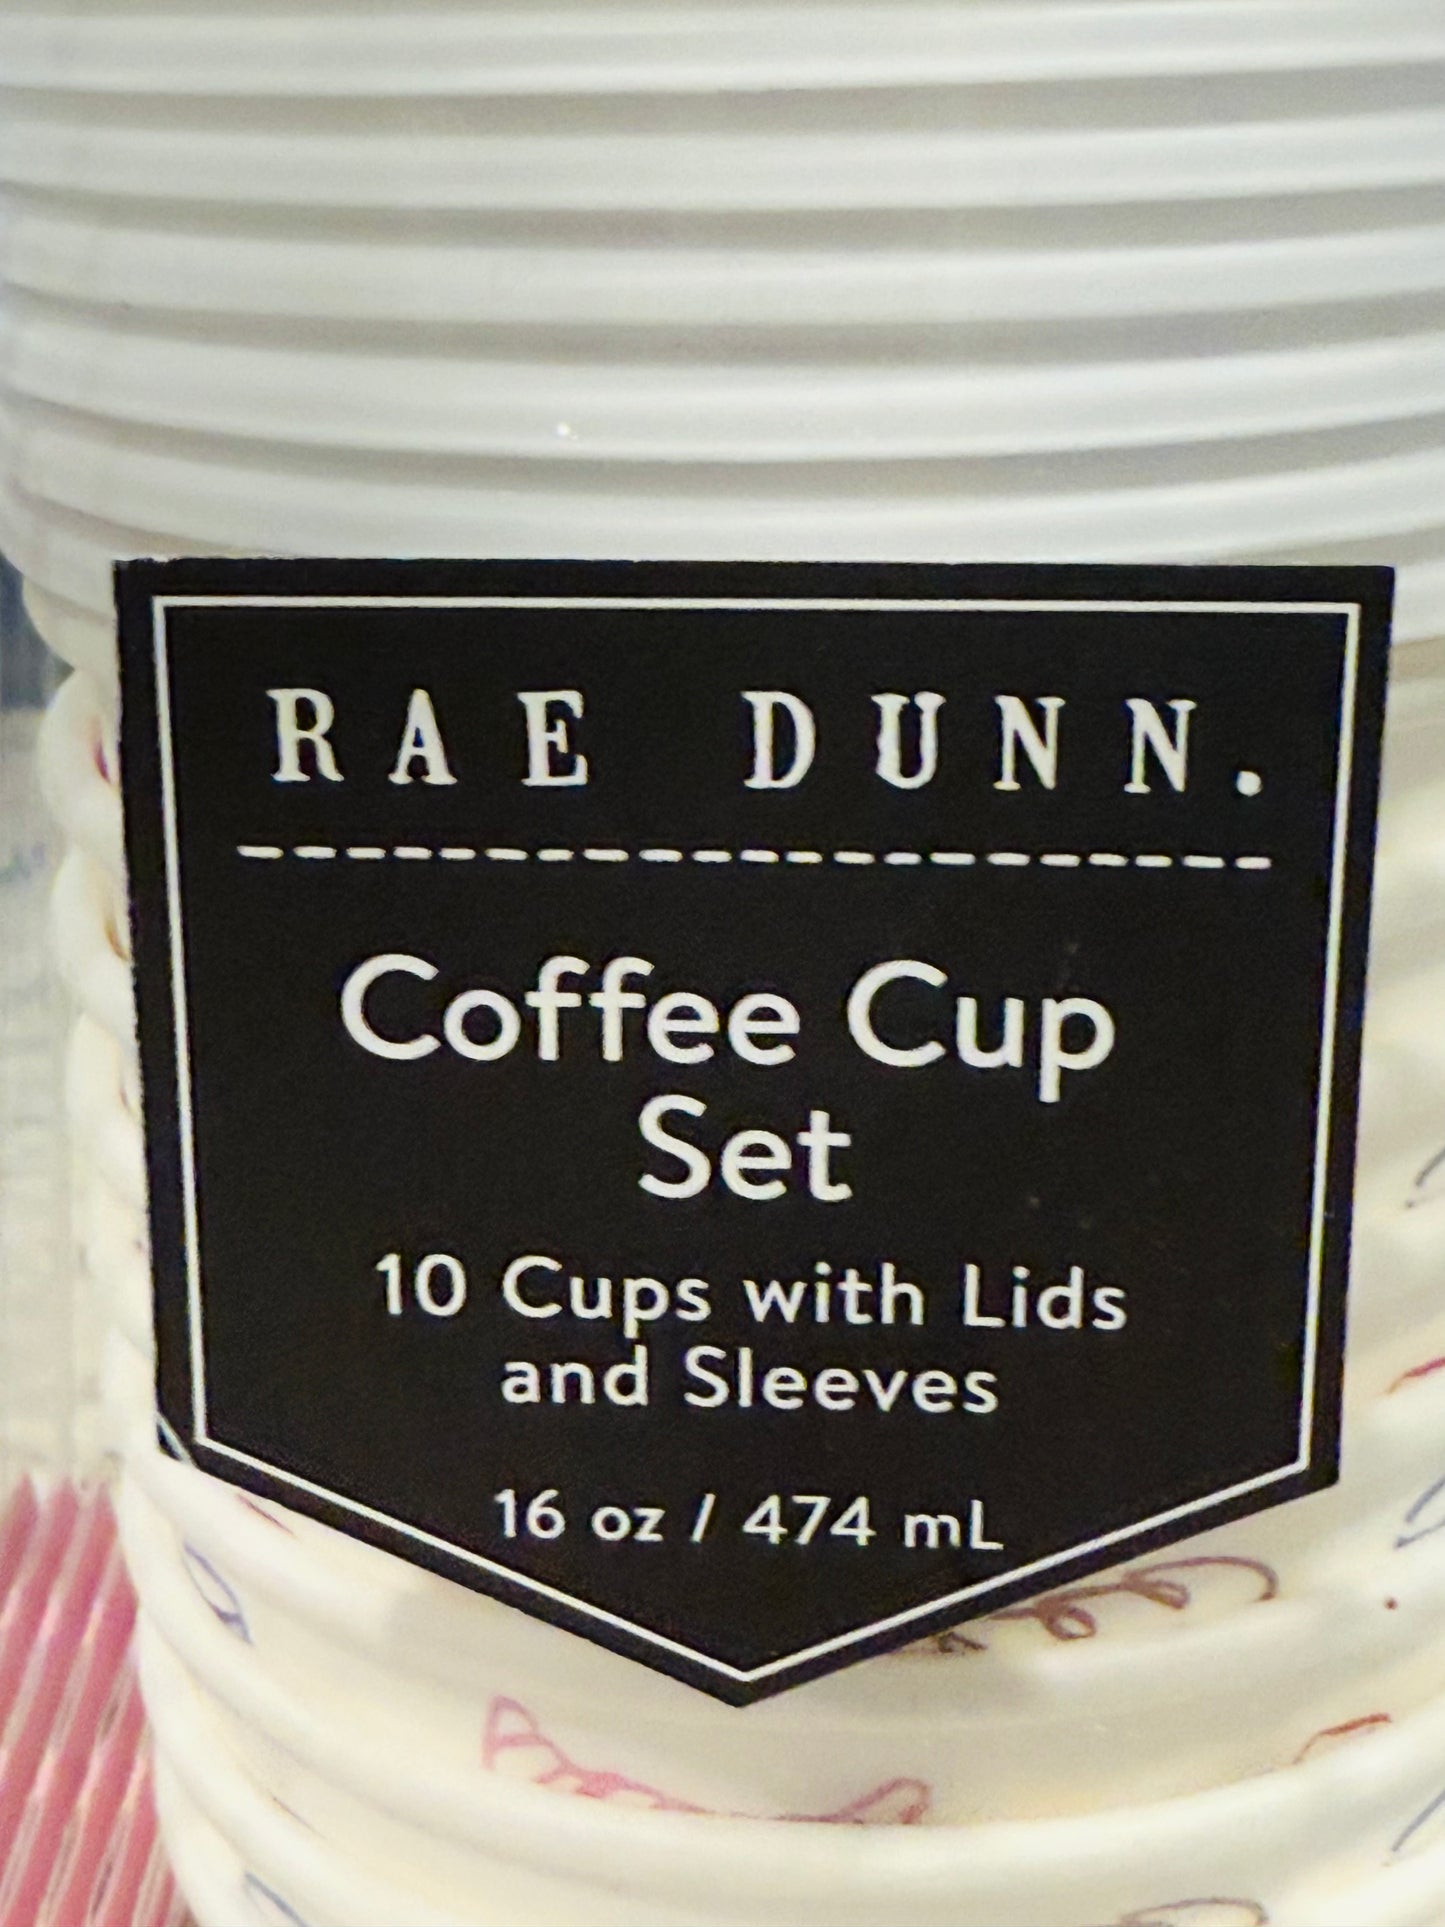 RAE DUNN.
Coffee Cup
Set
10 Cups with Lids
and Sleeves
16 oz / 474 mL